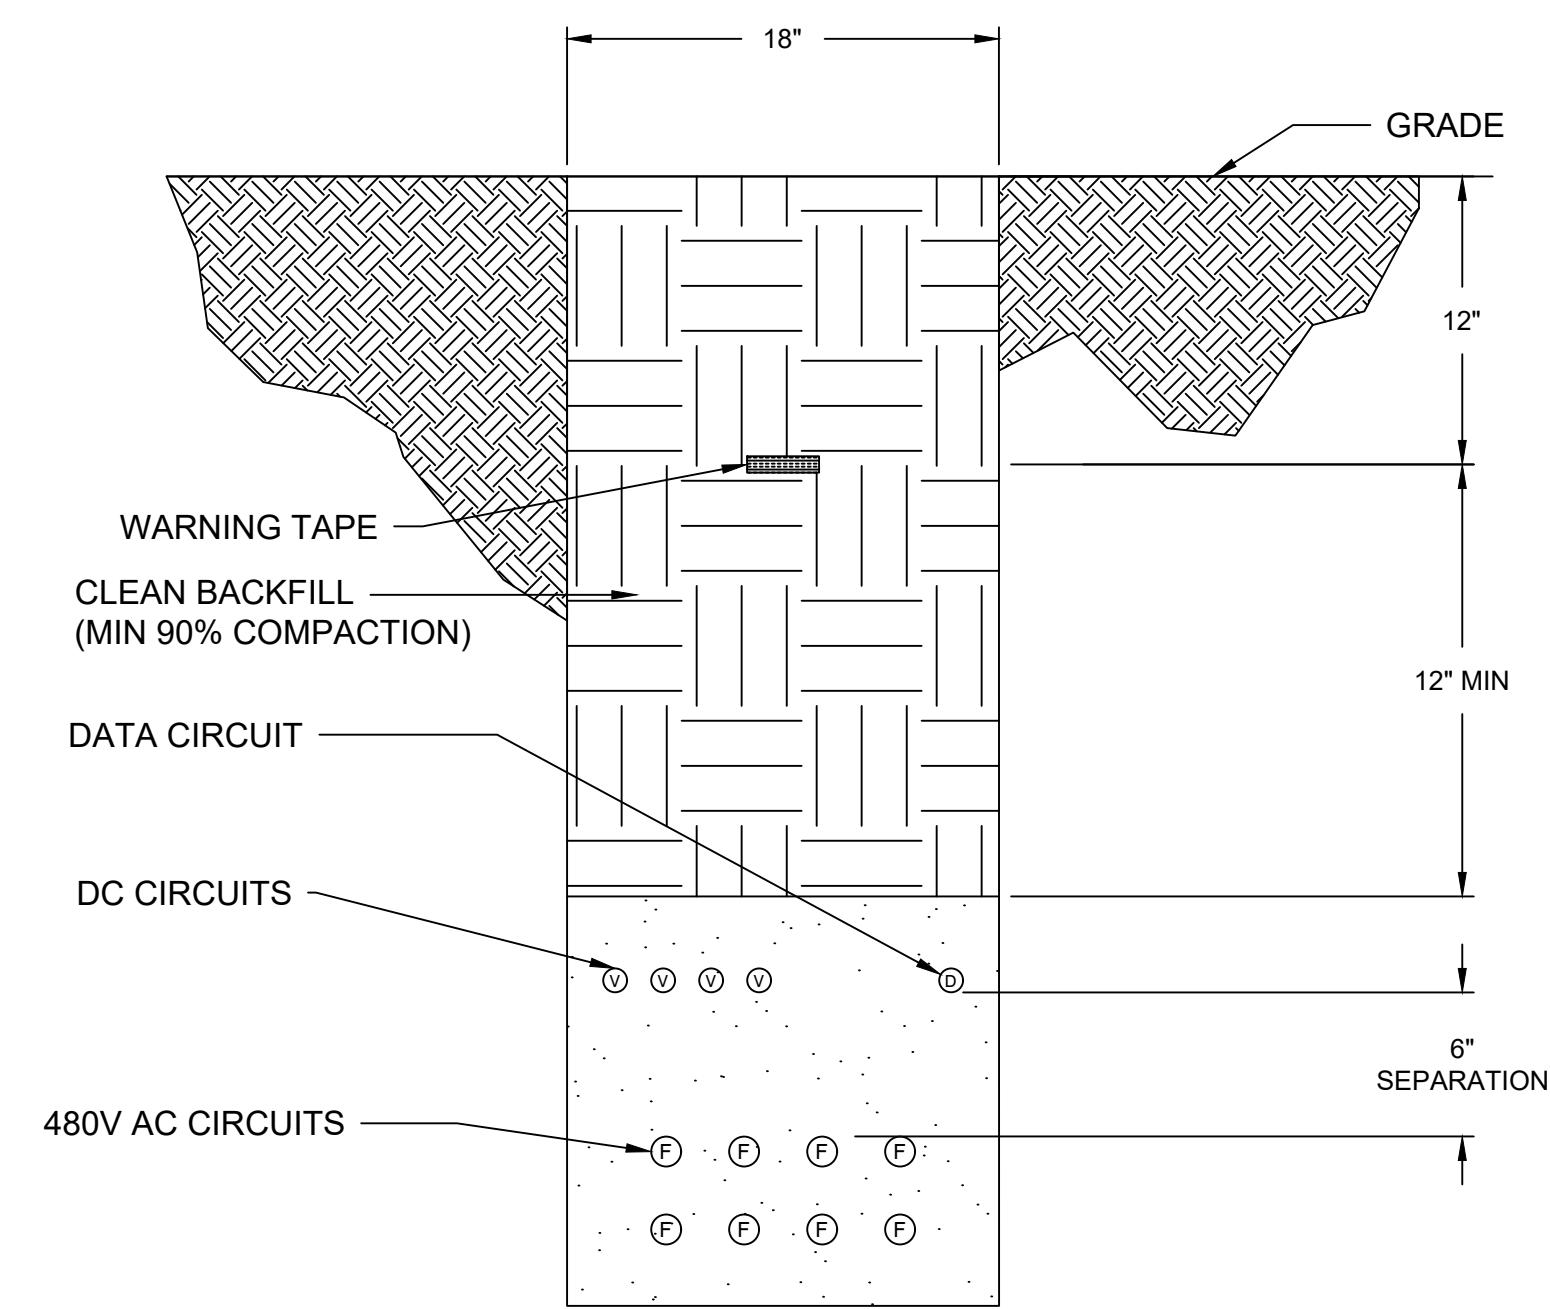 18"
GRADE
12"
WARNING TAPE
CLEAN BACKFILL
(MIN 90% COMPACTION)
12" MIN
DATA CIRCUIT
DC CIRCUITS
V V V V D
6"
SEPARATION
480V AC CIRCUITS
F F F F
F F F F